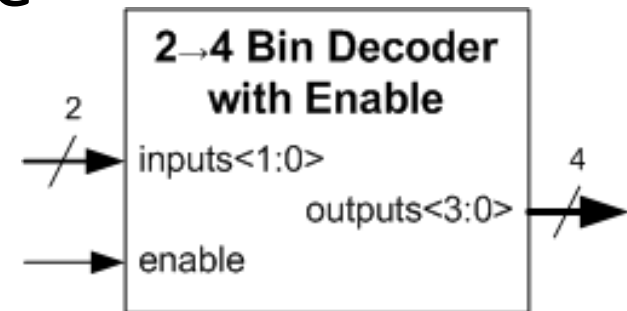 2→4 Bin Decoder
with Enable
2
inputs<1:0>
4
outputs<3:0>
enable